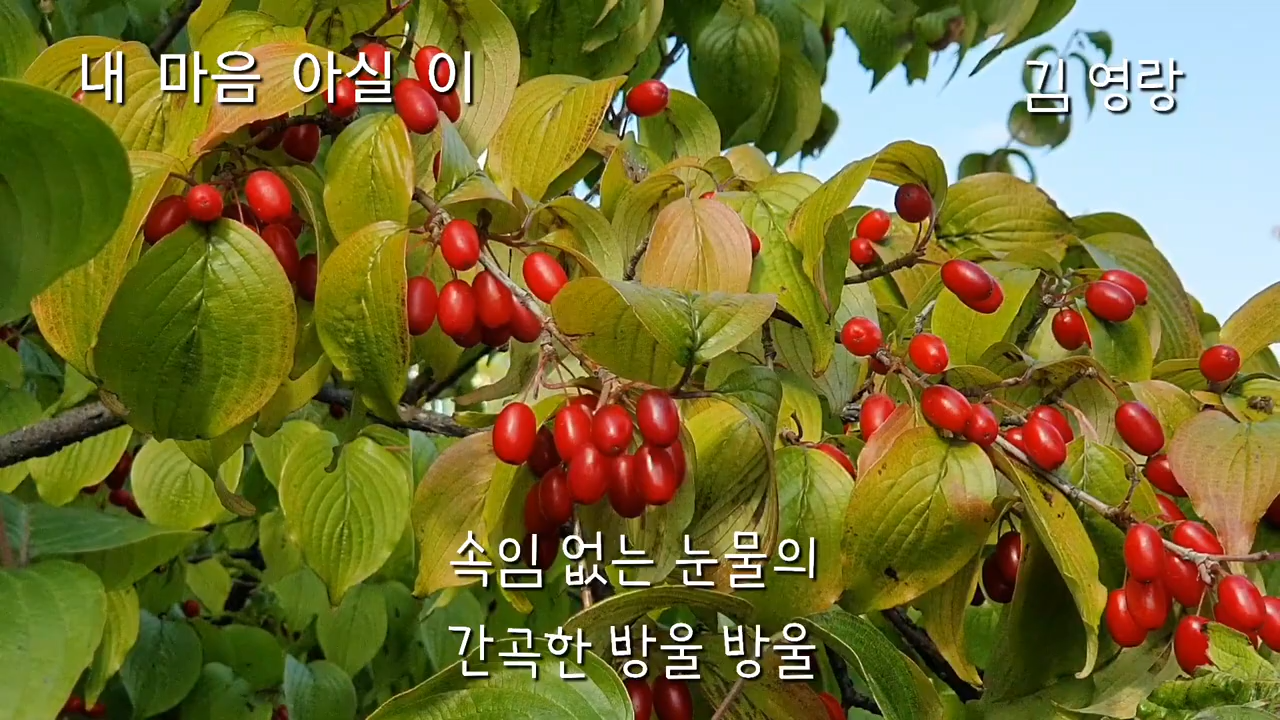 내 마음 아실 이
김 영랑
속임 없는 눈물의
간곡한 방울 방울